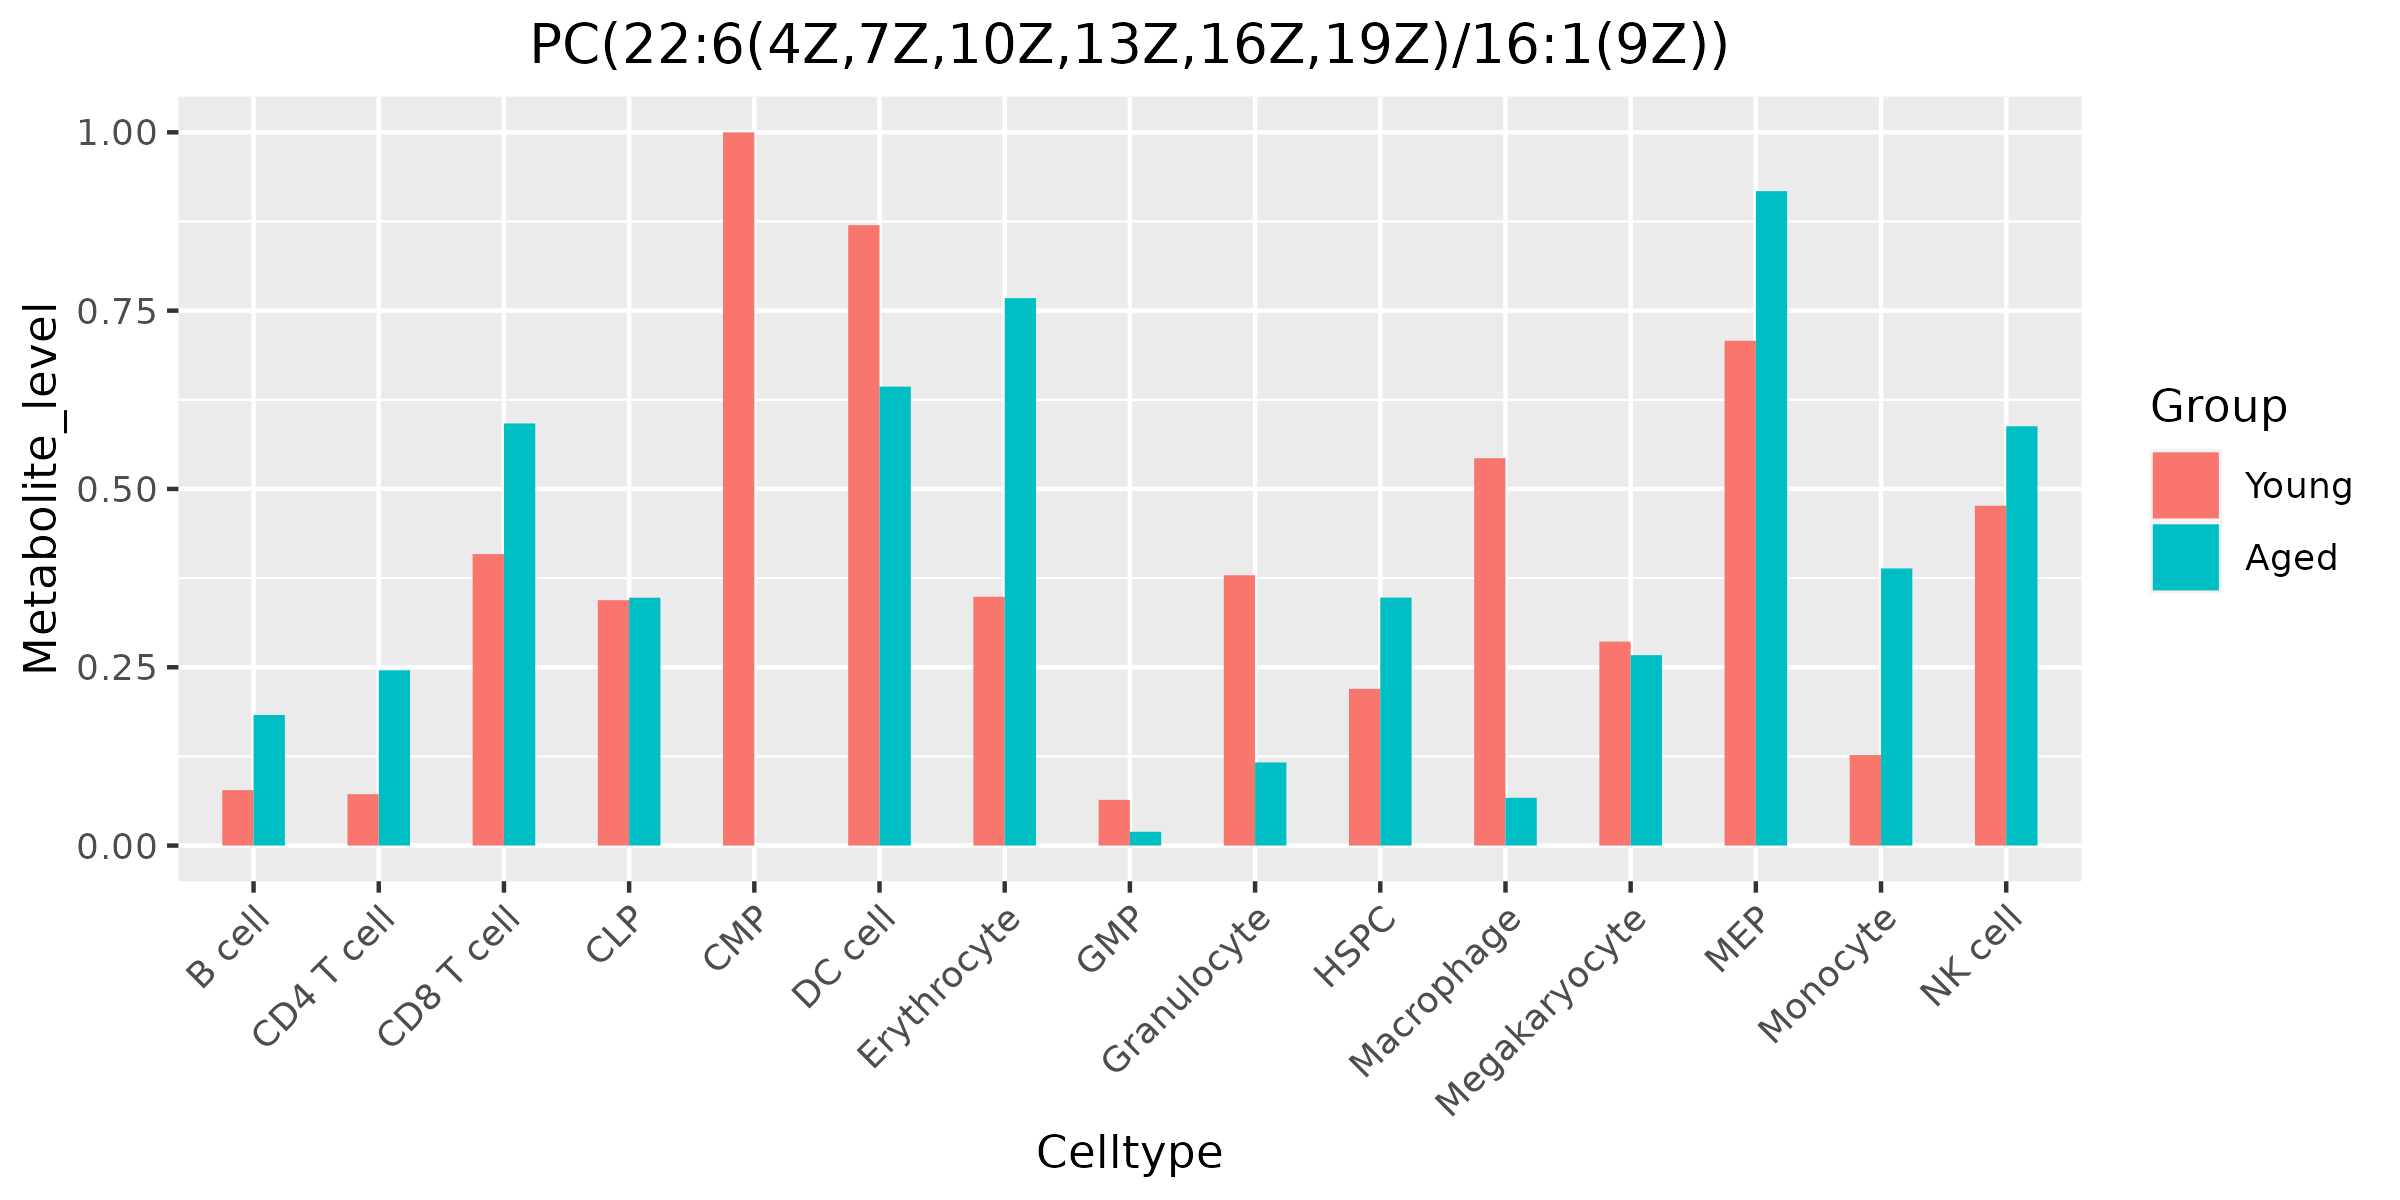 PC(22:6(4Z,7Z,10Z,13Z,16Z,19Z)/16:1(9Z))
Metabolite_level
1.00
0.75
0.50
0.25
0.00
B cell
CD4 T cell
CD8 T cell
CLP
CMP
DC cell
Erythrocyte
GMP
Granulocyte
HSPC
Macrophage
Megakaryocyte
MEP
Monocyte
NK cell
Celltype
Group
Young
Aged